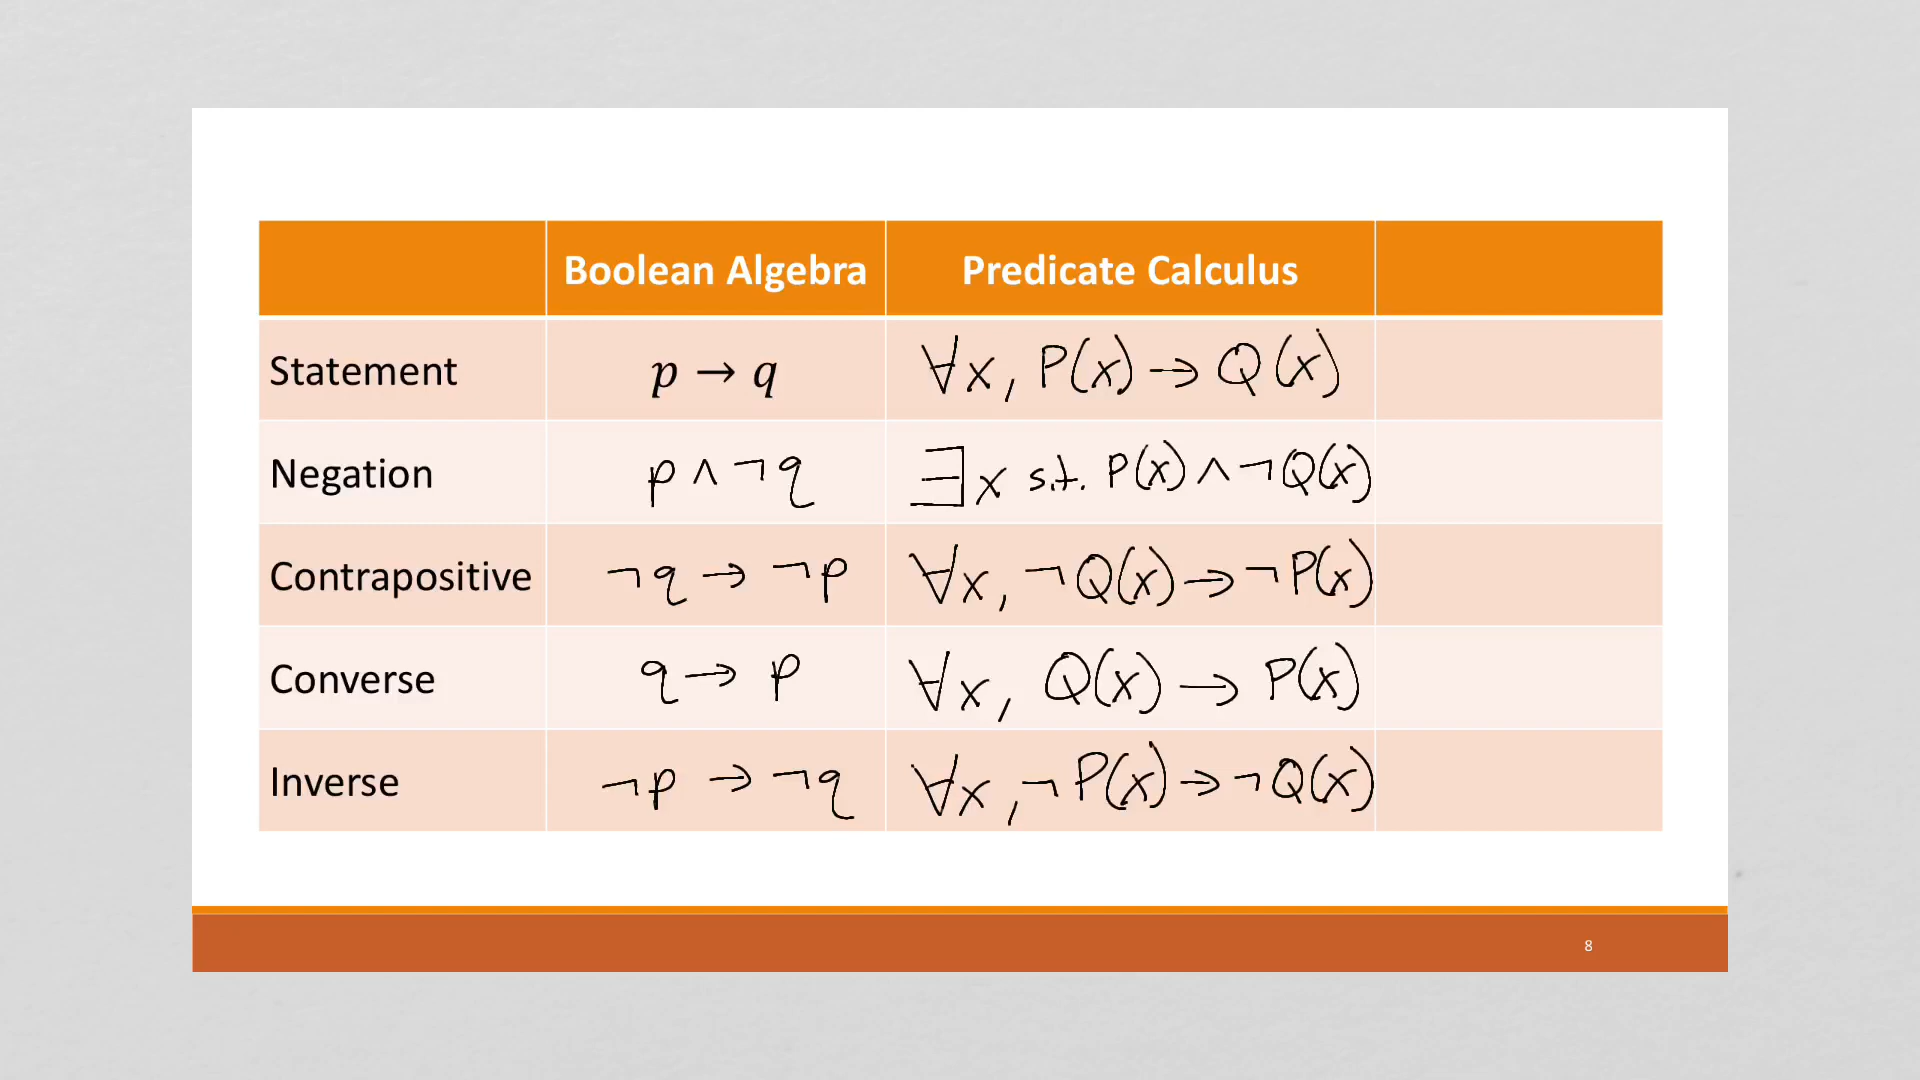 Boolean Algebra Predicate Calculus
Statement p → q ∀x, P(x) → Q(x)
Negation p ∧ ¬q ∃x s.t. P(x) ∧ ¬Q(x)
Contrapositive ¬q → ¬p ∀x, ¬Q(x) → ¬P(x)
Converse q → p ∀x, Q(x) → P(x)
Inverse ¬p → ¬q ∀x, ¬P(x) → ¬Q(x)
8